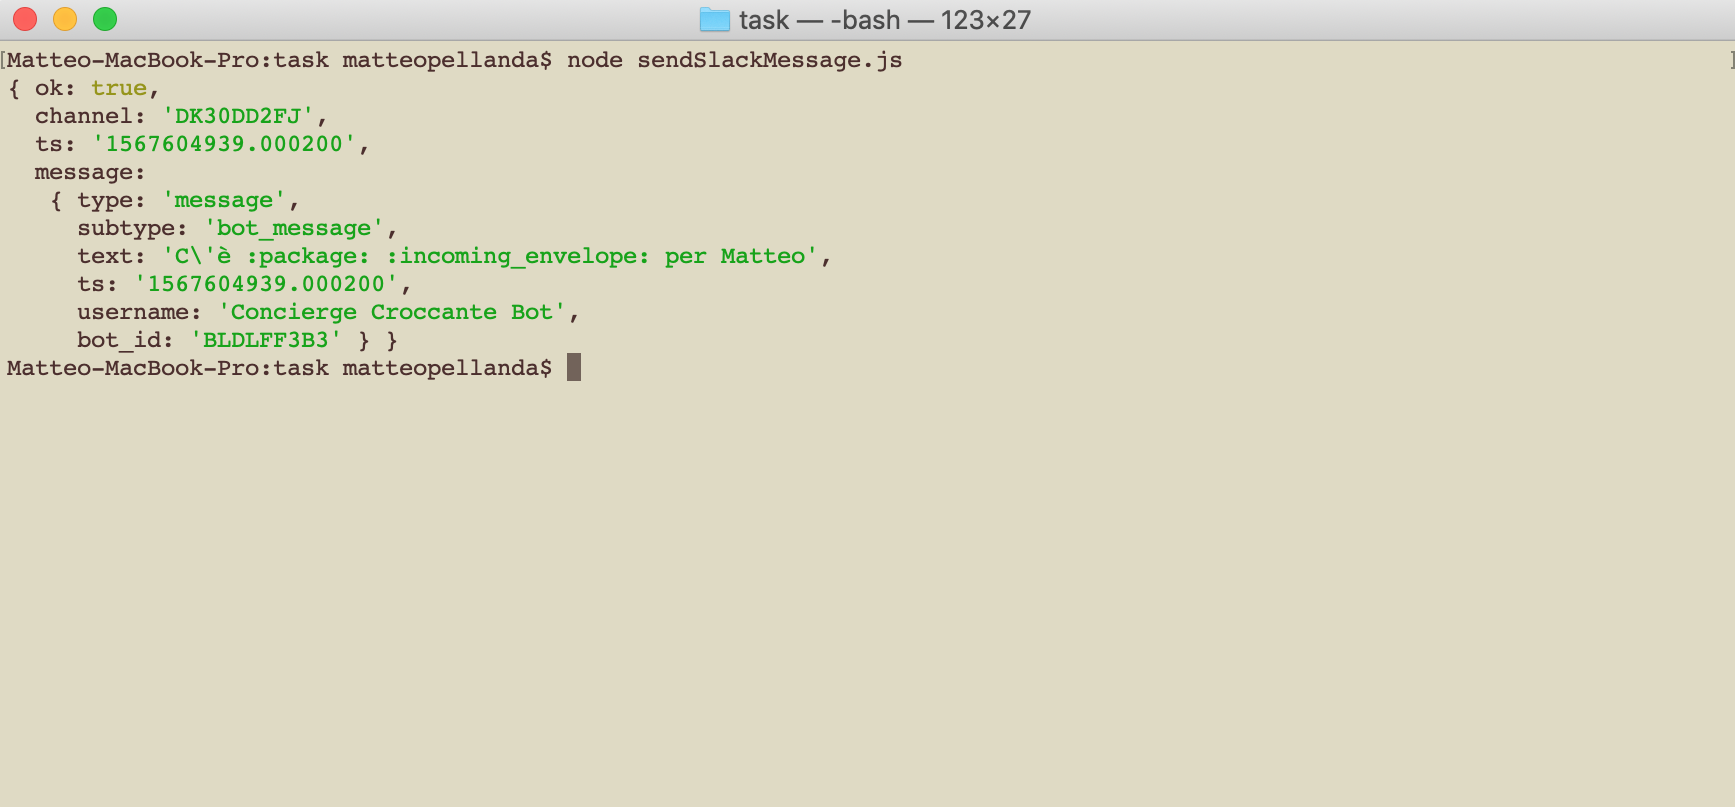 task — -bash — 123×27
[Matteo-MacBook-Pro:task matteopellanda$ node sendSlackMessage.js ]
{ ok: true,
  channel: 'DK30DD2FJ',
  ts: '1567604939.000200',
  message:
   { type: 'message',
     subtype: 'bot_message',
     text: 'C\'è :package: :incoming_envelope: per Matteo',
     ts: '1567604939.000200',
     username: 'Concierge Croccante Bot',
     bot_id: 'BLDLFF3B3' } }
Matteo-MacBook-Pro:task matteopellanda$